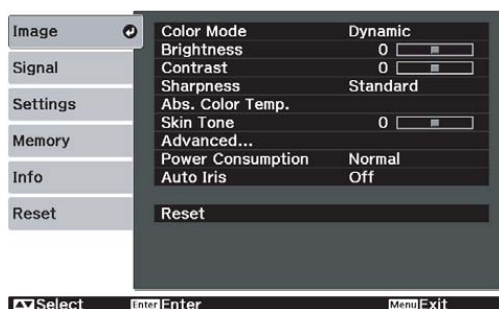 Image
Signal
Settings
Memory
Info
Reset
Color Mode Dynamic
Brightness 0
Contrast 0
Sharpness Standard
Abs. Color Temp.
Skin Tone 0
Advanced...
Power Consumption Normal
Auto Iris Off
Reset
Select Enter Enter Menu Exit